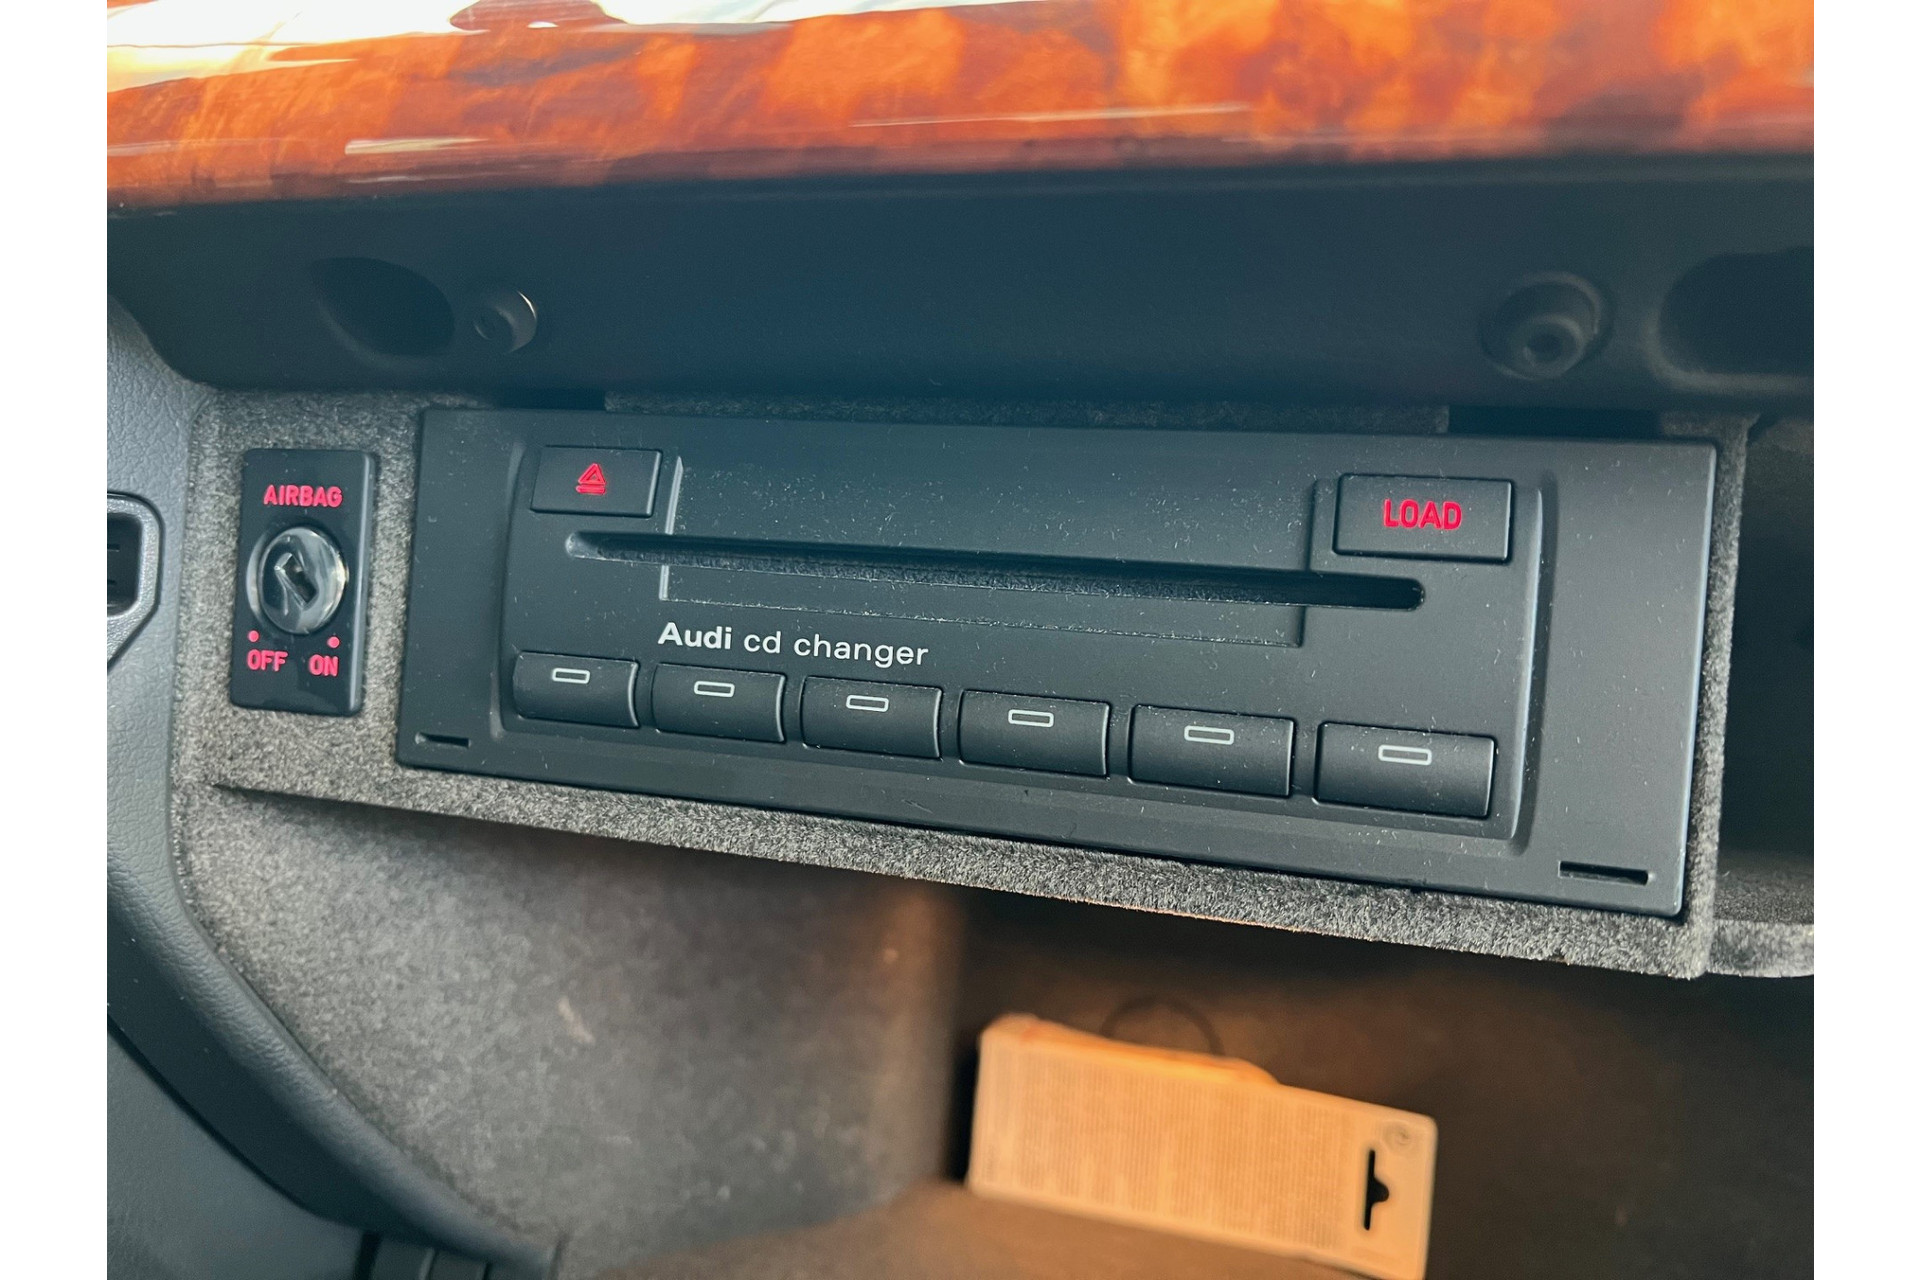 AIRBAG
OFF ON
LOAD
Audi cd changer